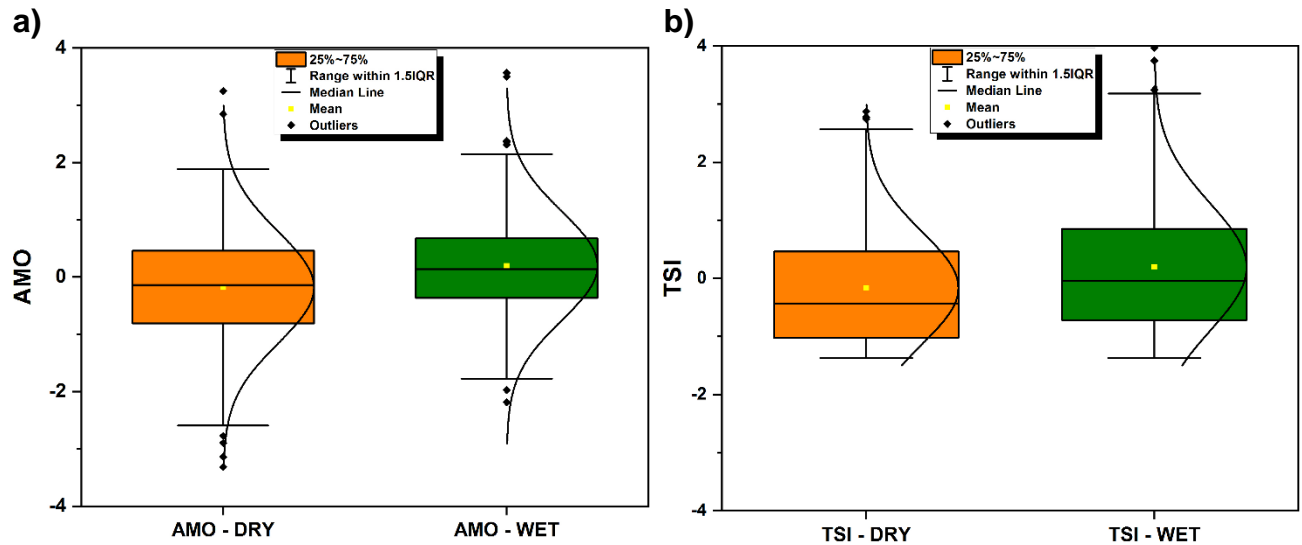 a)
4
2
0
-2
-4
AMO
25%~75%
Range within 1.5IQR
Median Line
Mean
Outliers
AMO - DRY
AMO - WET
b)
4
2
0
-2
-4
TSI
25%~75%
Range within 1.5IQR
Median Line
Mean
Outliers
TSI - DRY
TSI - WET